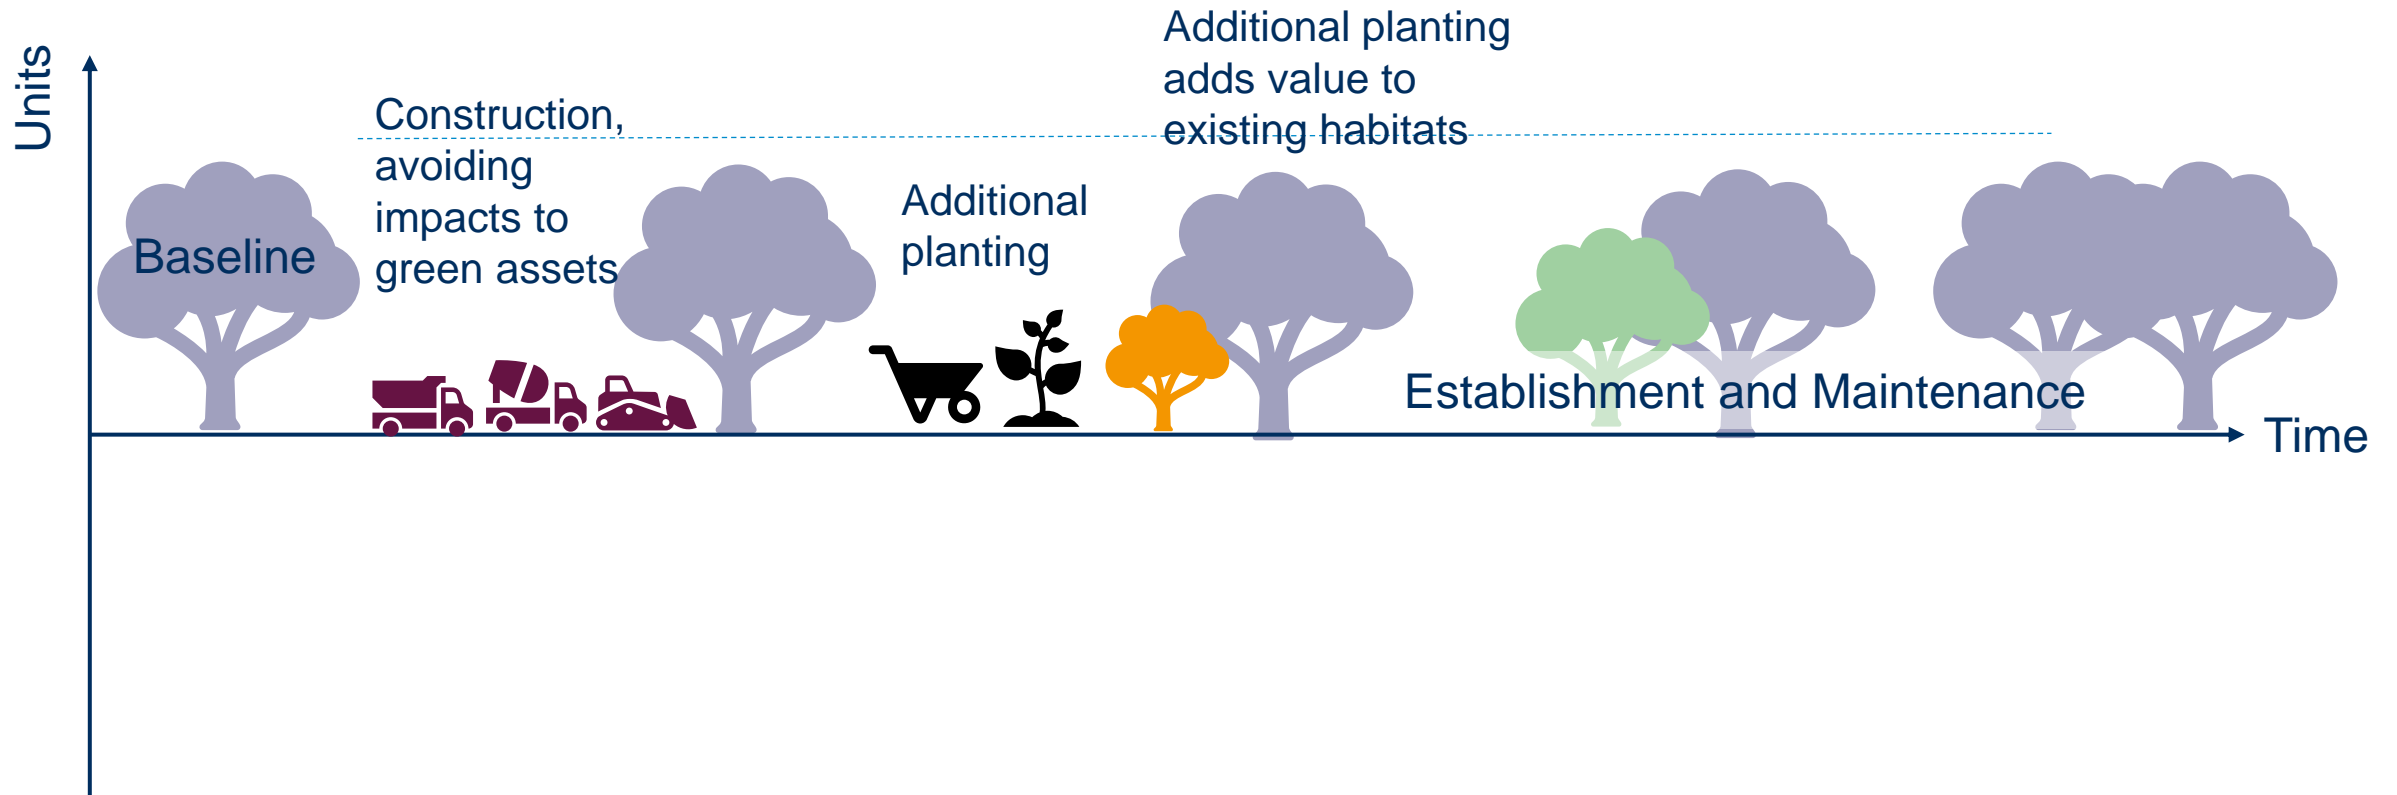 Units
Baseline
Construction,
avoiding
impacts to
green assets
Additional
planting
Additional planting
adds value to
existing habitats
Establishment and Maintenance
Time